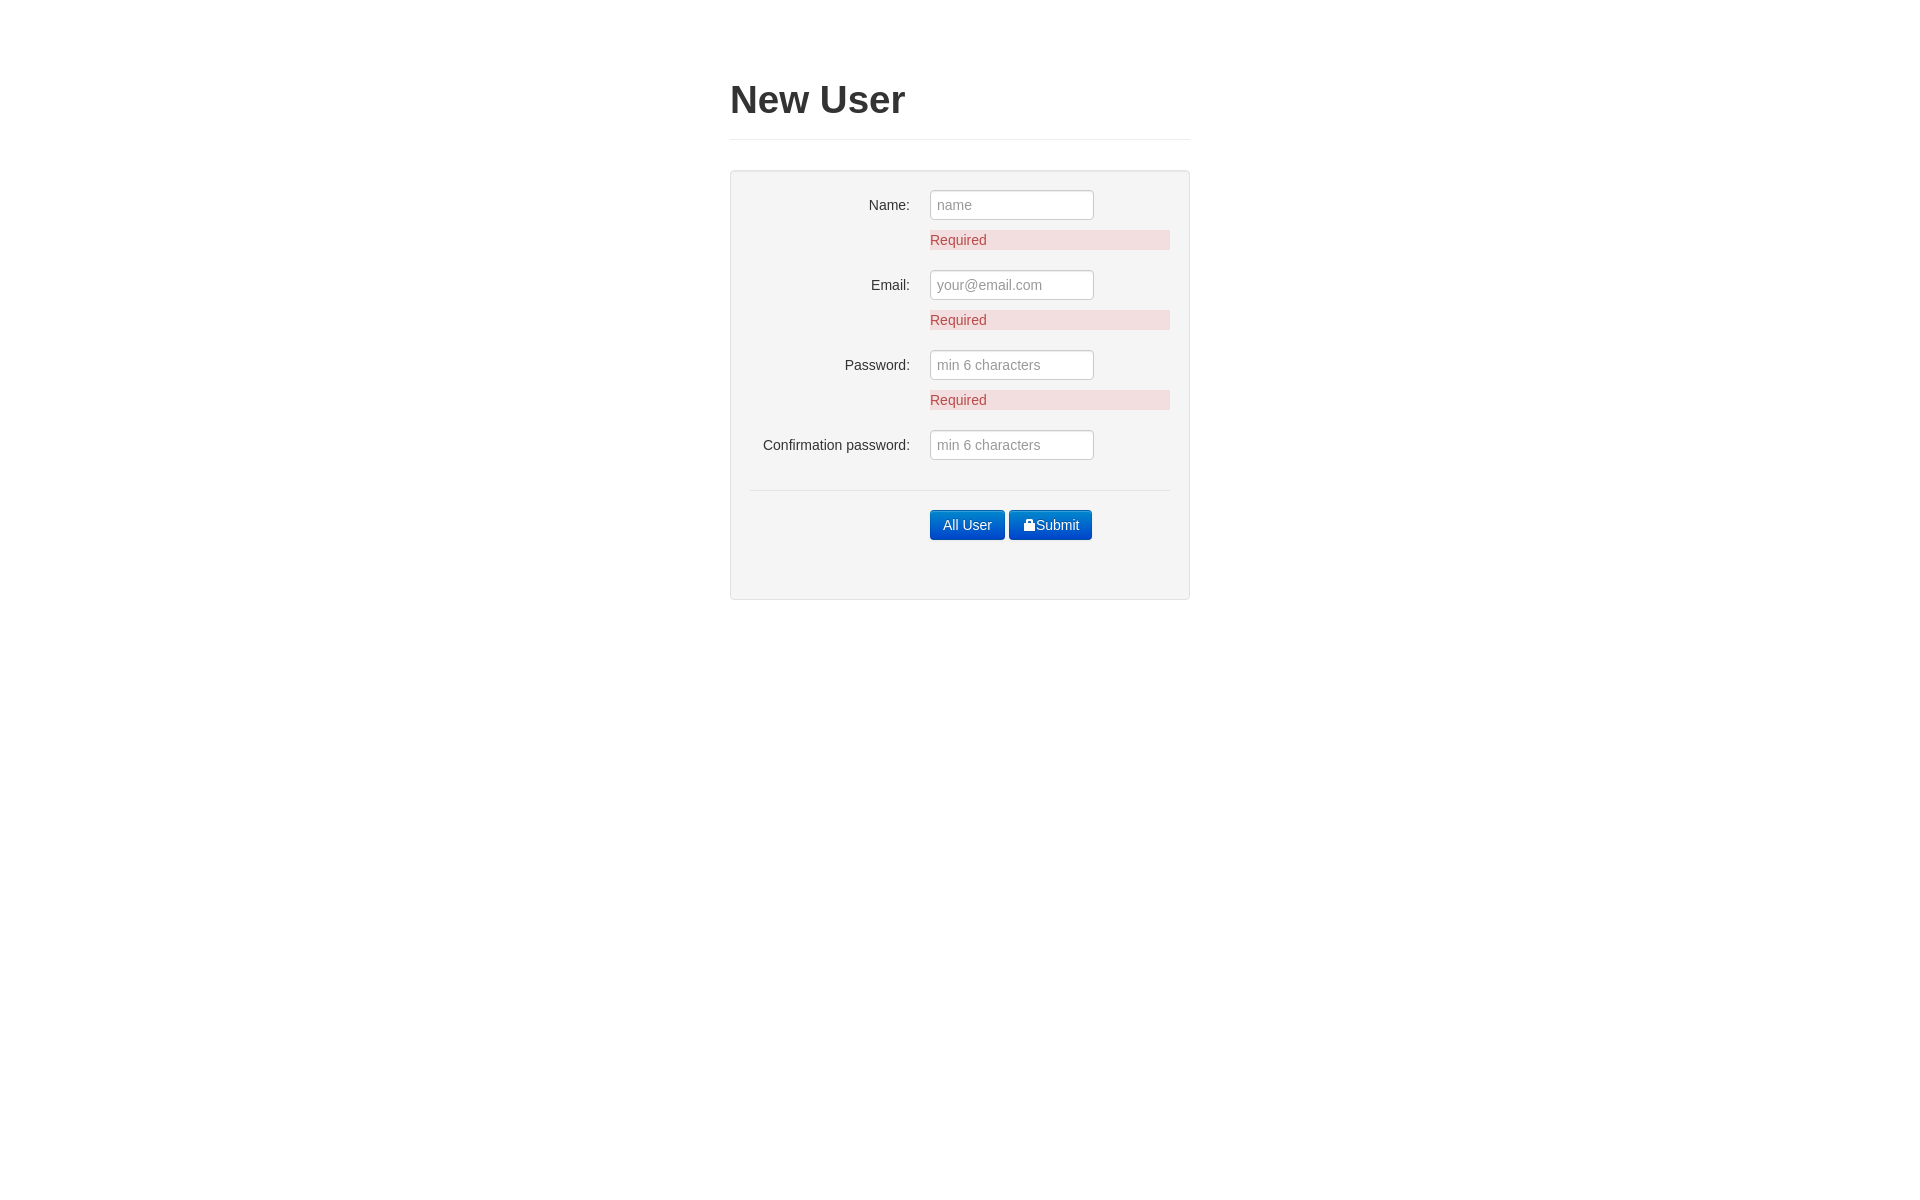 New User
Name: name
Required
Email: your@email.com
Required
Password: min 6 characters
Required
Confirmation password: min 6 characters
All User Submit